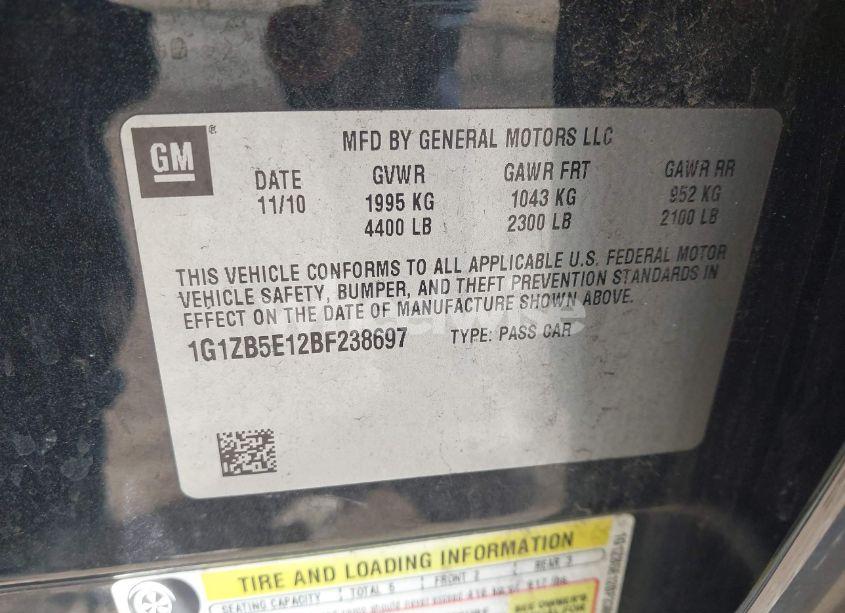 GM ®
MFD BY GENERAL MOTORS LLC
DATE GVWR GAWR FRT GAWR RR
11/10 1995 KG 1043 KG 952 KG
4400 LB 2300 LB 2100 LB
THIS VEHICLE CONFORMS TO ALL APPLICABLE U.S. FEDERAL MOTOR
VEHICLE SAFETY, BUMPER, AND THEFT PREVENTION STANDARDS IN
EFFECT ON THE DATE OF MANUFACTURE SHOWN ABOVE.
1G1ZB5E12BF238697 TYPE: PASS CAR
TIRE AND LOADING INFORMATION
SEATING CAPACITY TOTAL 5 FRONT 2 REAR 3
SEE OWNER'S